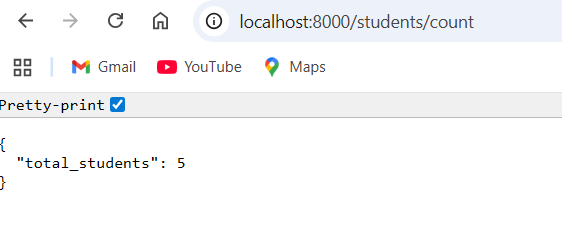 localhost:8000/students/count
Gmail YouTube Maps
Pretty-print
{
"total_students": 5
}